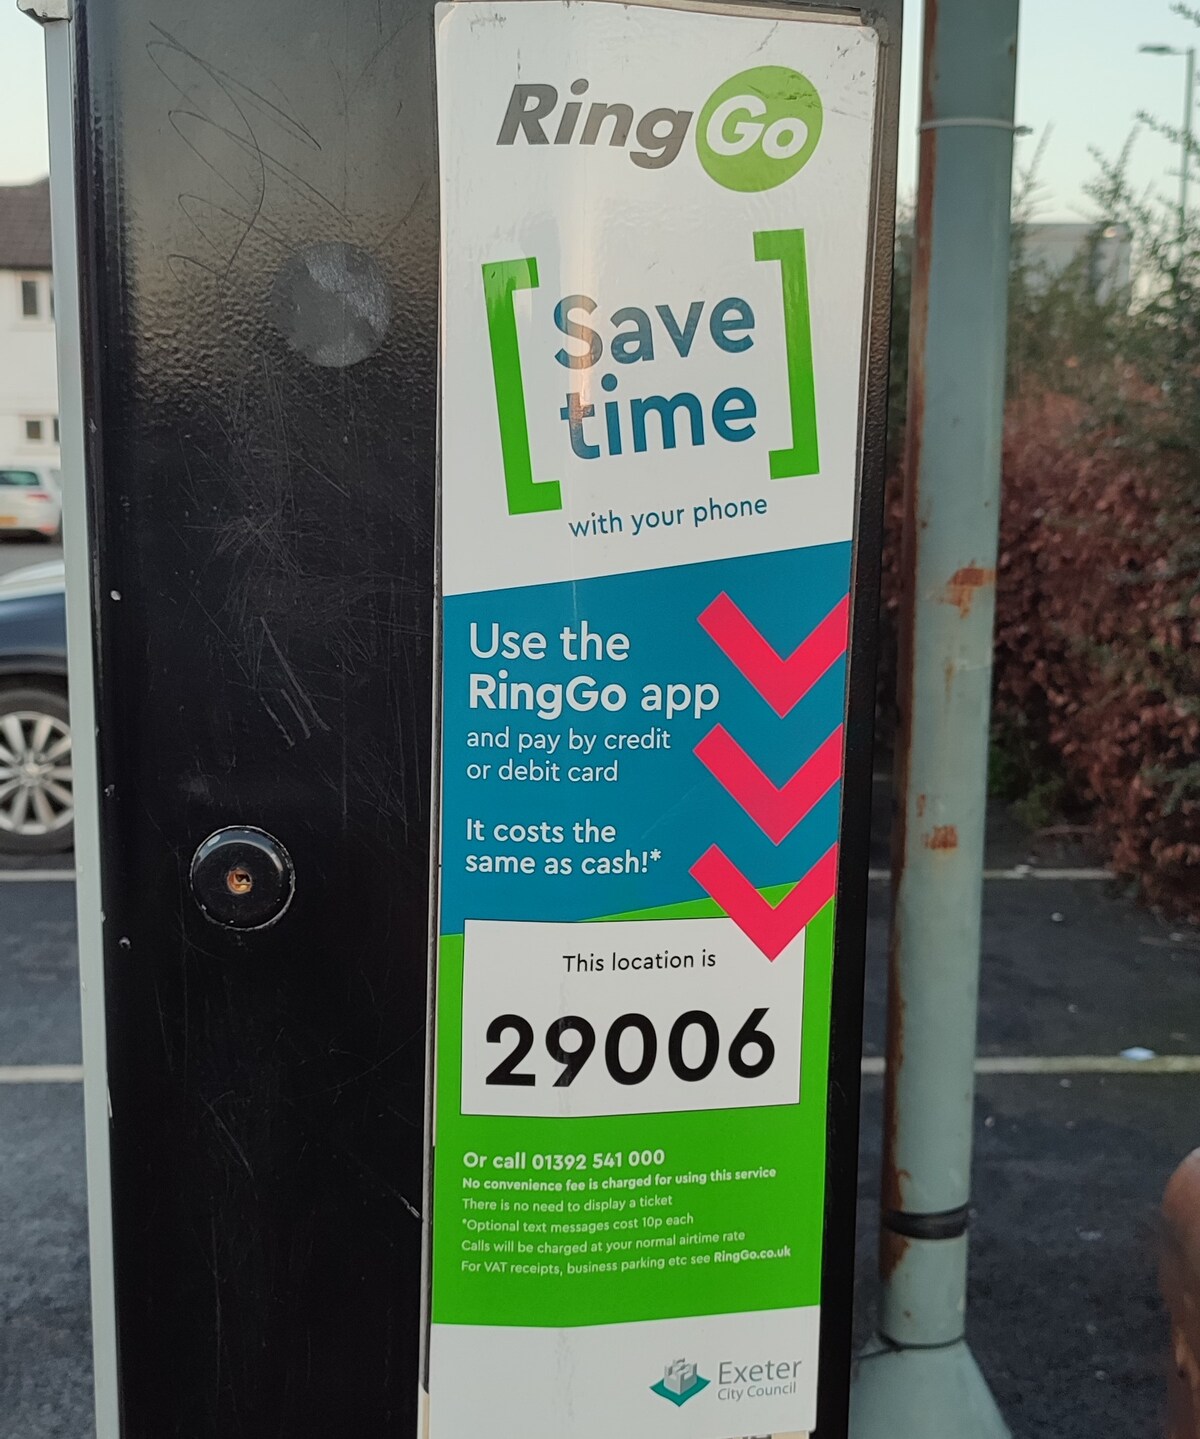 RingGo
[Save
time]
with your phone
Use the
RingGo app
and pay by credit
or debit card
It costs the
same as cash!*
This location is
29006
Or call 01392 541 000
No convenience fee is charged for using this service
There is no need to display a ticket
*Optional text messages cost 10p each
Calls will be charged at your normal airtime rate
For VAT receipts, business parking etc see RingGo.co.uk
Exeter
City Council